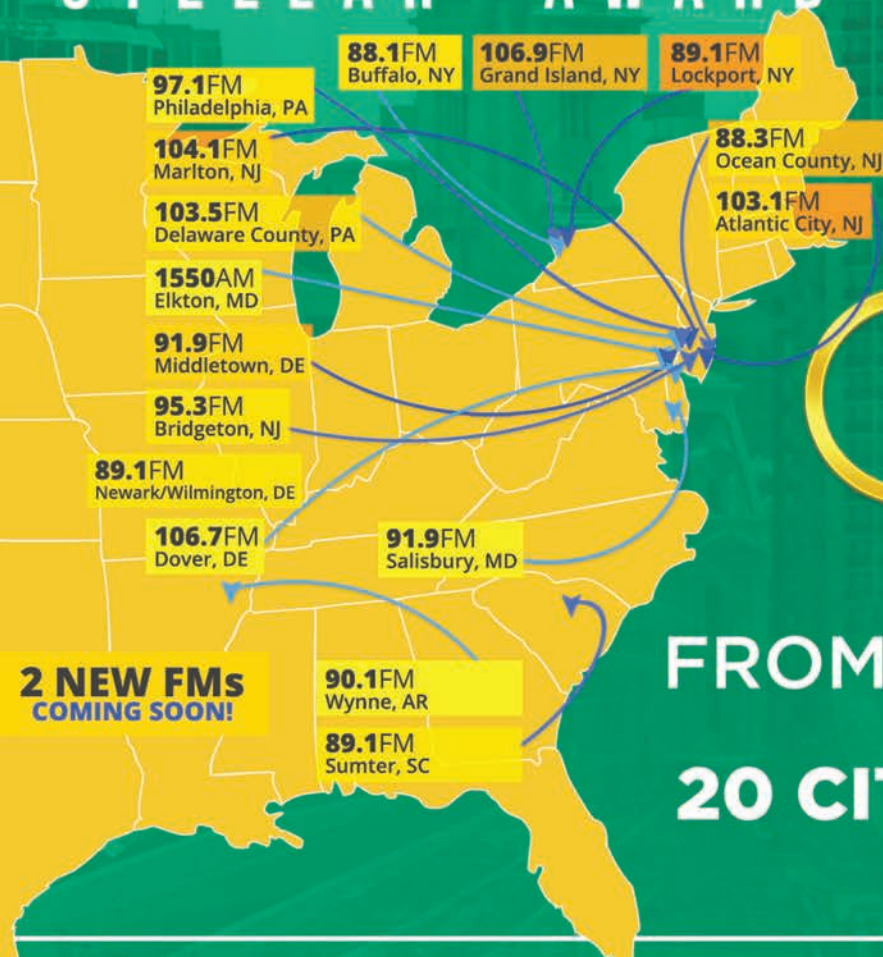 88.1FM
Buffalo, NY
106.9FM
Grand Island, NY
89.1FM
Lockport, NY
97.1FM
Philadelphia, PA
104.1FM
Marlton, NJ
88.3FM
Ocean County, NJ
103.5FM
Delaware County, PA
103.1FM
Atlantic City, NJ
1550AM
Elkton, MD
91.9FM
Middletown, DE
95.3FM
Bridgeton, NJ
89.1FM
Newark/Wilmington, DE
106.7FM
Dover, DE
91.9FM
Salisbury, MD
2 NEW FMs
COMING SOON!
90.1FM
Wynne, AR
89.1FM
Sumter, SC
FROM
20